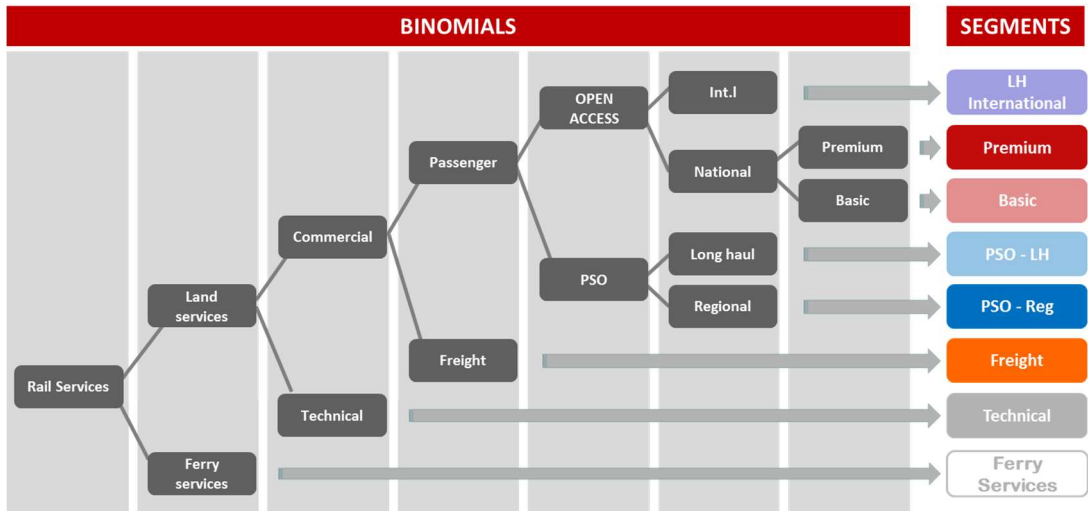 BINOMIALS
SEGMENTS
Int.l
LH
International
OPEN
ACCESS
Premium
Premium
Passenger
National
Basic
Basic
Commercial
Long haul
PSO - LH
PSO
Land
services
Regional
PSO - Reg
Freight
Freight
Rail Services
Technical
Technical
Ferry
services
Ferry
Services